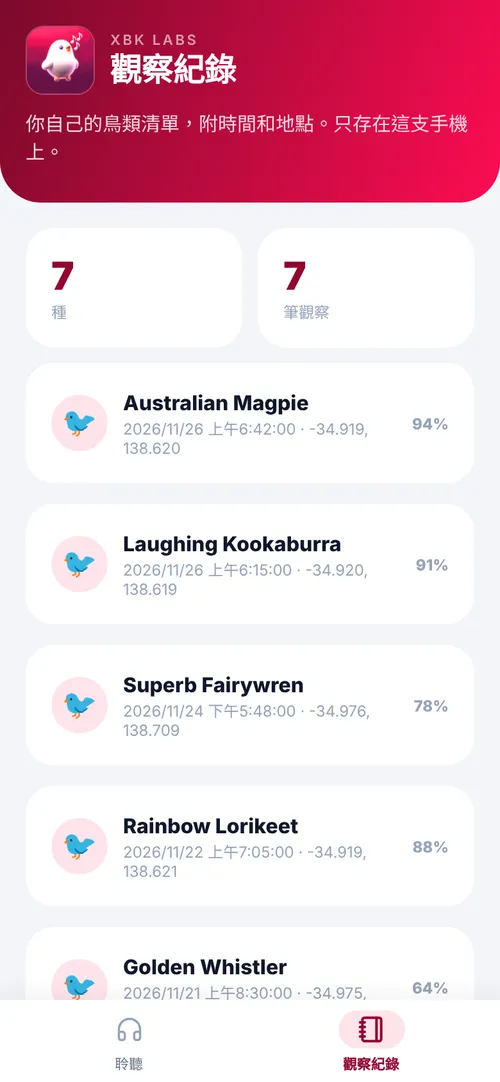 XBK LABS
觀察紀錄
你自己的鳥類清單，附時間和地點。只存在這支手機
上。
7
種
7
筆觀察
Australian Magpie
2026/11/26 上午6:42:00 · -34.919,
138.620
94%
Laughing Kookaburra
2026/11/26 上午6:15:00 · -34.920,
138.619
91%
Superb Fairywren
2026/11/24 下午5:48:00 · -34.976,
138.709
78%
Rainbow Lorikeet
2026/11/22 上午7:05:00 · -34.919,
138.621
88%
Golden Whistler
2026/11/21 上午8:30:00 · -34.975,
64%
聆聽
觀察紀錄